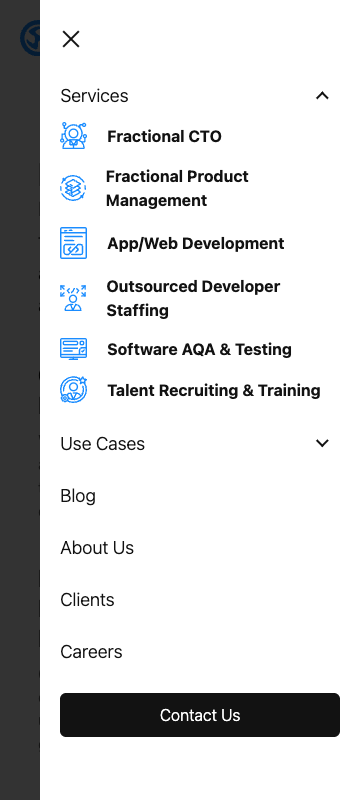 Services
Fractional CTO
Fractional Product
Management
App/Web Development
Outsourced Developer
Staffing
Software AQA & Testing
Talent Recruiting & Training
Use Cases
Blog
About Us
Clients
Careers
Contact Us